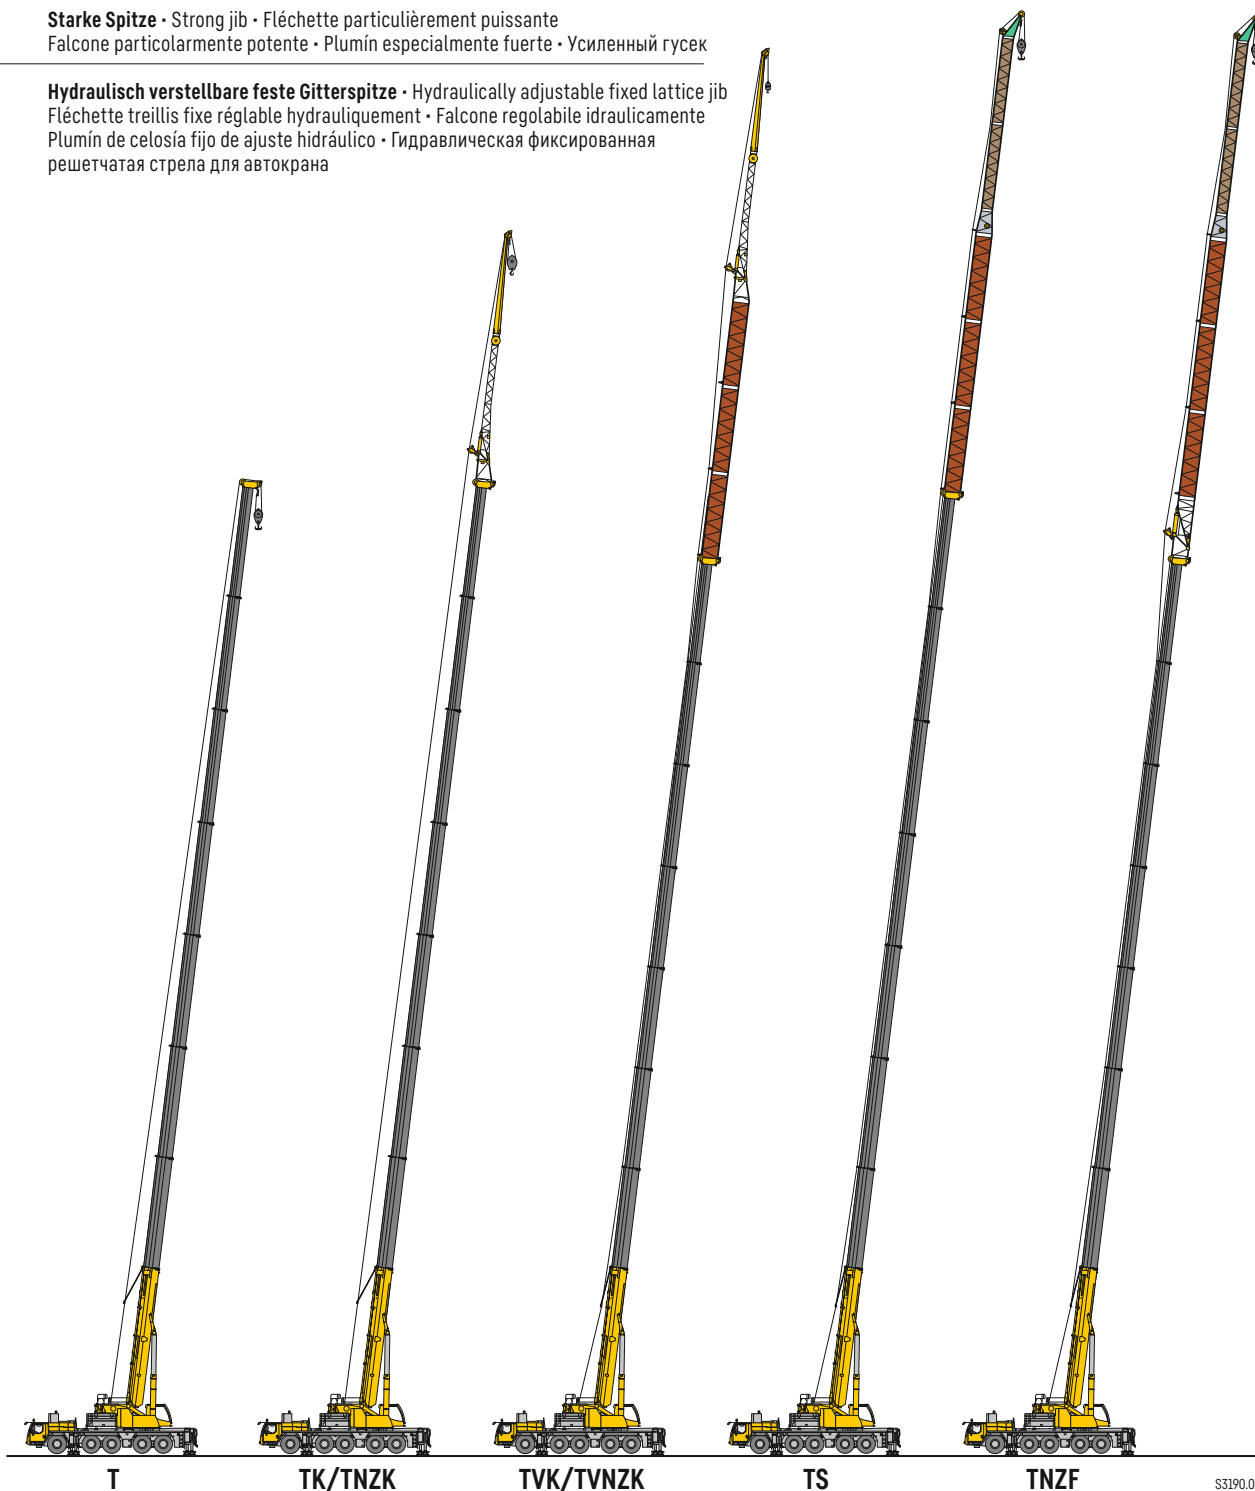 Starke Spitze • Strong jib • Fléchette particulièrement puissante
Falcone particolarmente potente • Plumín especialmente fuerte • Усиленный гусек
Hydraulisch verstellbare feste Gitterspitze • Hydraulically adjustable fixed lattice jib
Fléchette treillis fixe réglable hydrauliquement • Falcone regolabile idraulicamente
Plumín de celosía fijo de ajuste hidráulico • Гидравлическая фиксированная
решетчатая стрела для автокрана
T TK/TNZK TVK/TVNZK TS TNZF
S3190.0